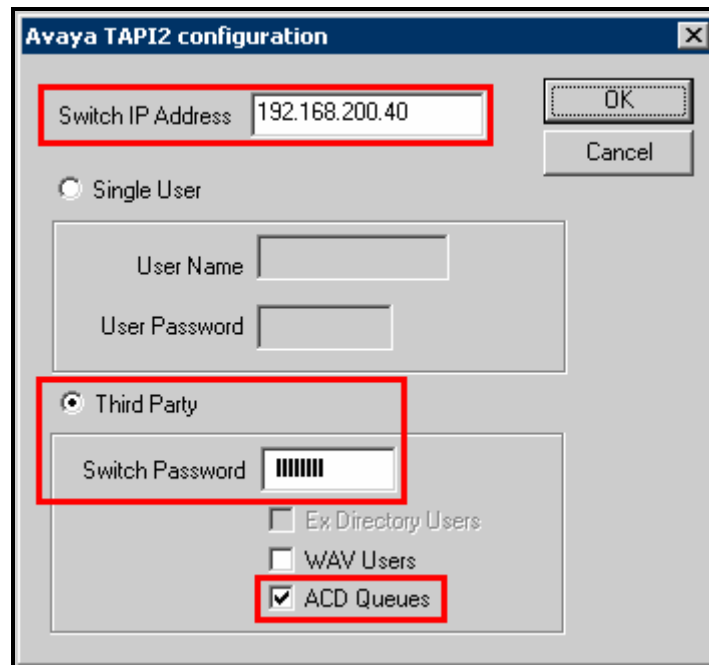 Avaya TAPI2 configuration
Switch IP Address 192.168.200.40
OK
Cancel
Single User
User Name
User Password
Third Party
Switch Password
Ex Directory Users
WAV Users
ACD Queues